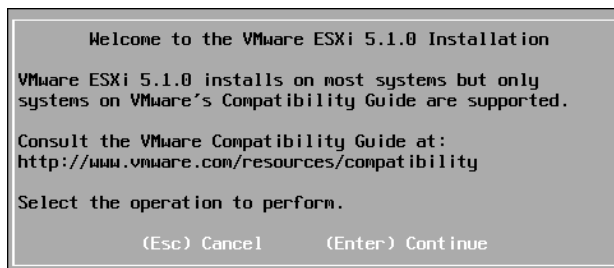 Welcome to the VMware ESXi 5.1.0 Installation
VMware ESXi 5.1.0 installs on most systems but only
systems on VMware's Compatibility Guide are supported.
Consult the VMware Compatibility Guide at:
http://www.vmware.com/resources/compatibility
Select the operation to perform.
(Esc) Cancel (Enter) Continue